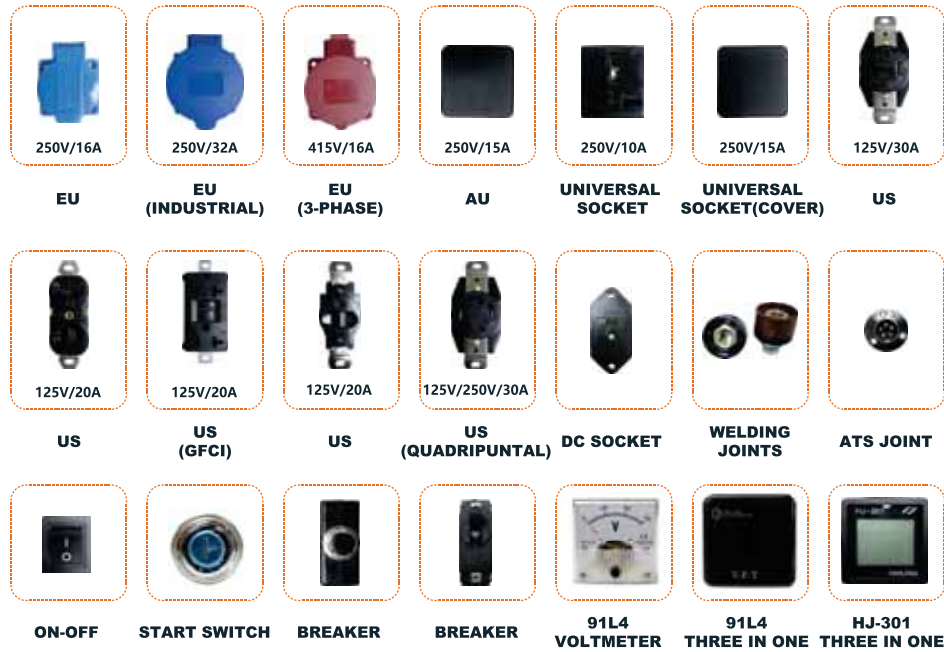 250V/16A
250V/32A
415V/16A
250V/15A
250V/10A
250V/15A
125V/30A
EU
EU
(INDUSTRIAL)
EU
(3-PHASE)
AU
UNIVERSAL
SOCKET
UNIVERSAL
SOCKET(COVER)
US
125V/20A
125V/20A
125V/20A
125V/250V/30A
US
US
(GFCI)
US
US
(QUADRIPUNTAL)
DC SOCKET
WELDING
JOINTS
ATS JOINT
V
V.F.T
ON-OFF
START SWITCH
BREAKER
BREAKER
91L4
VOLTMETER
91L4
THREE IN ONE
HJ-301
THREE IN ONE